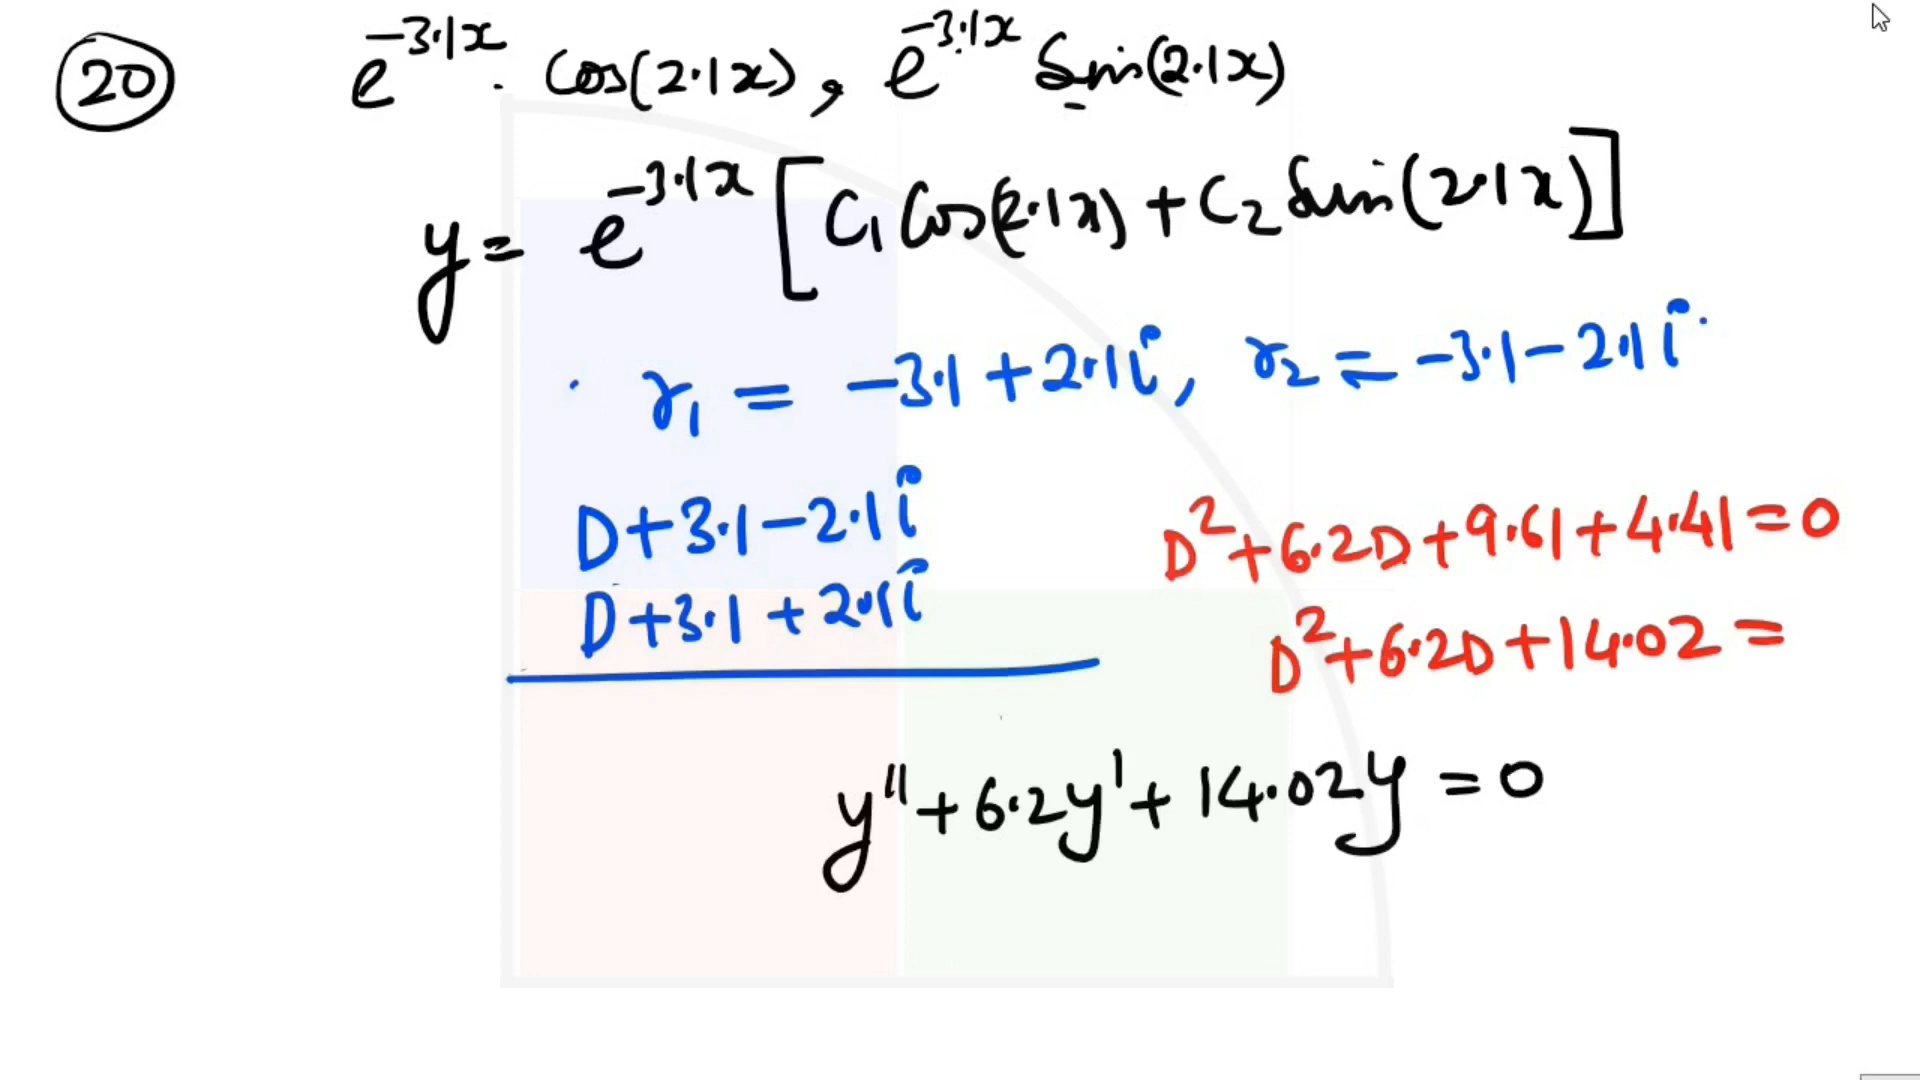 20 e^{-3.1x} . Cos(2.1x), e^{-3.1x} Sin(2.1x)
y = e^{-3.1x} [C₁ Cos(2.1x) + C₂ Sin(2.1x)]
r₁ = -3.1 + 2.1i, r₂ = -3.1 - 2.1i
D+3.1-2.1i
D+3.1+2.1i
D² + 6.2D + 9.61 + 4.41 = 0
D² + 6.2D + 14.02 =
y'' + 6.2y' + 14.02y = 0